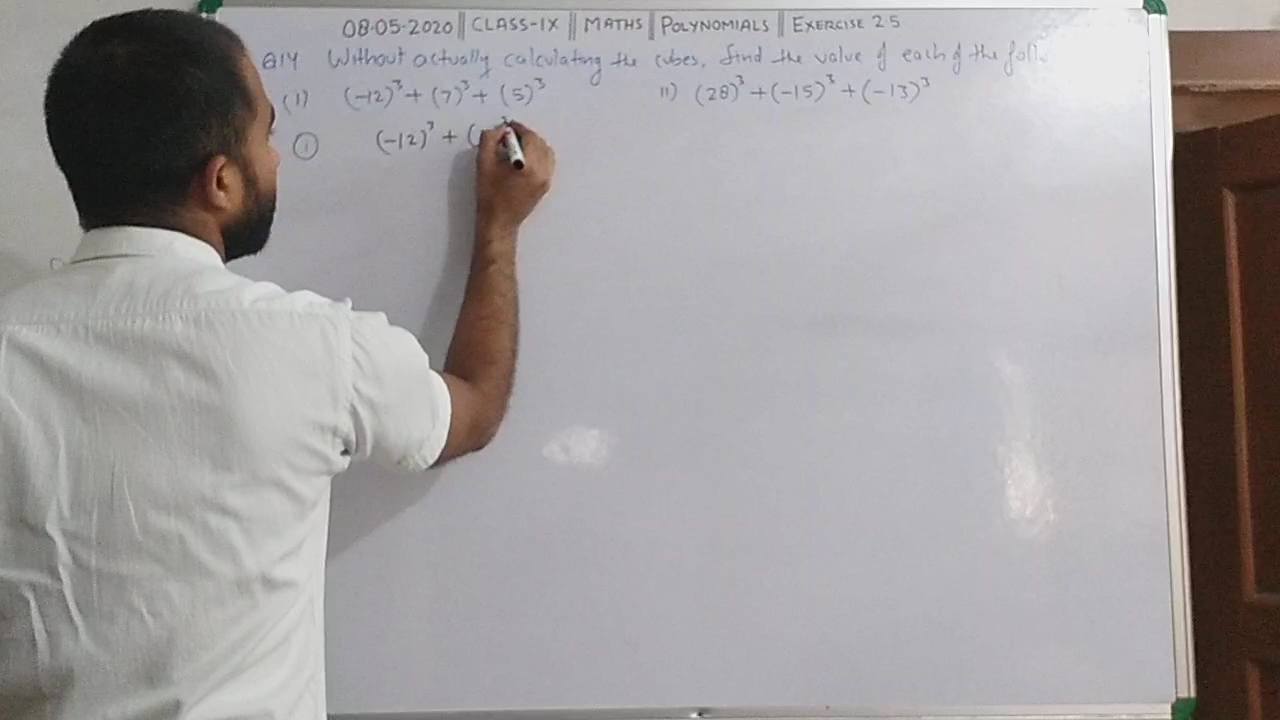 08-05-2020 || CLASS-IX || MATHS || POLYNOMIALS || EXERCISE 2.5
Q14 Without actually calculating the cubes, find the value of each of the foll
(I) (-12)³ + (7)³ + (5)³ II) (28)³ + (-15)³ + (-13)³
① (-12)³ + (